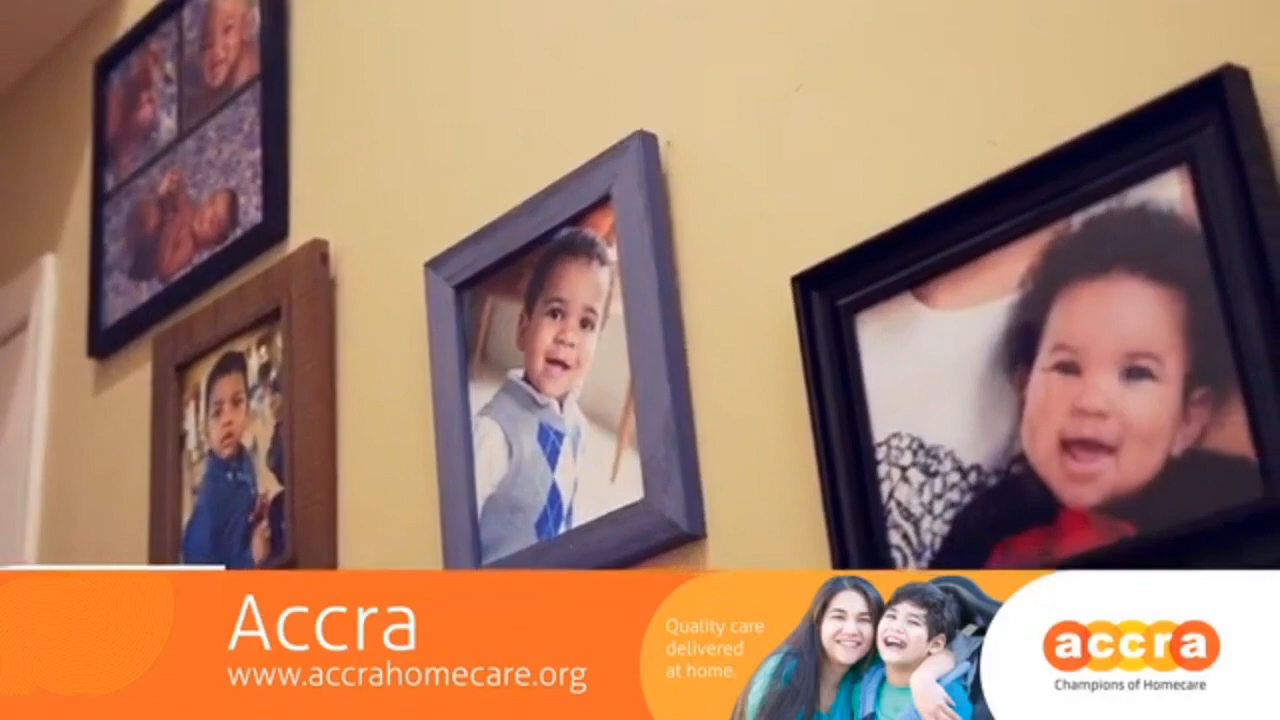 Accra
www.accrahomecare.org
Quality care
delivered
at home.
accra
Champions of Homecare